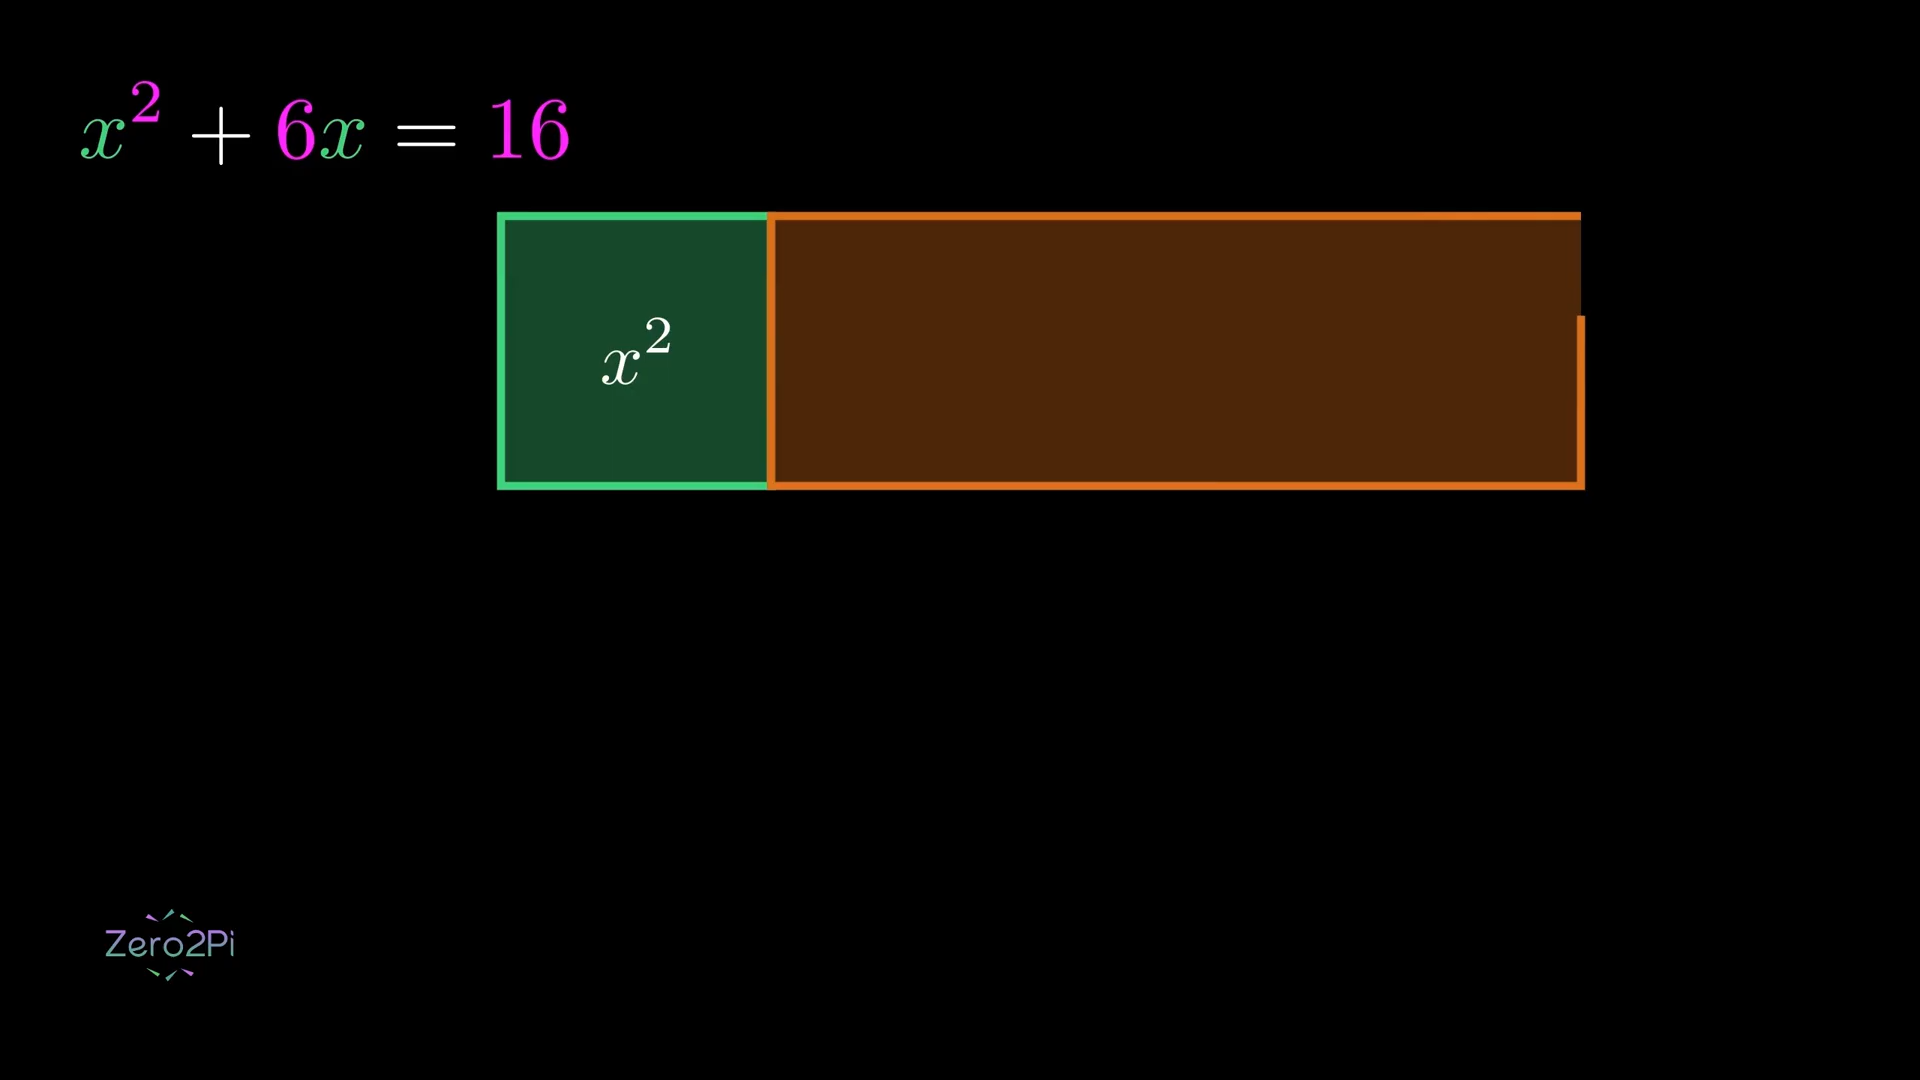 x² + 6x = 16
x²
Zero2Pi